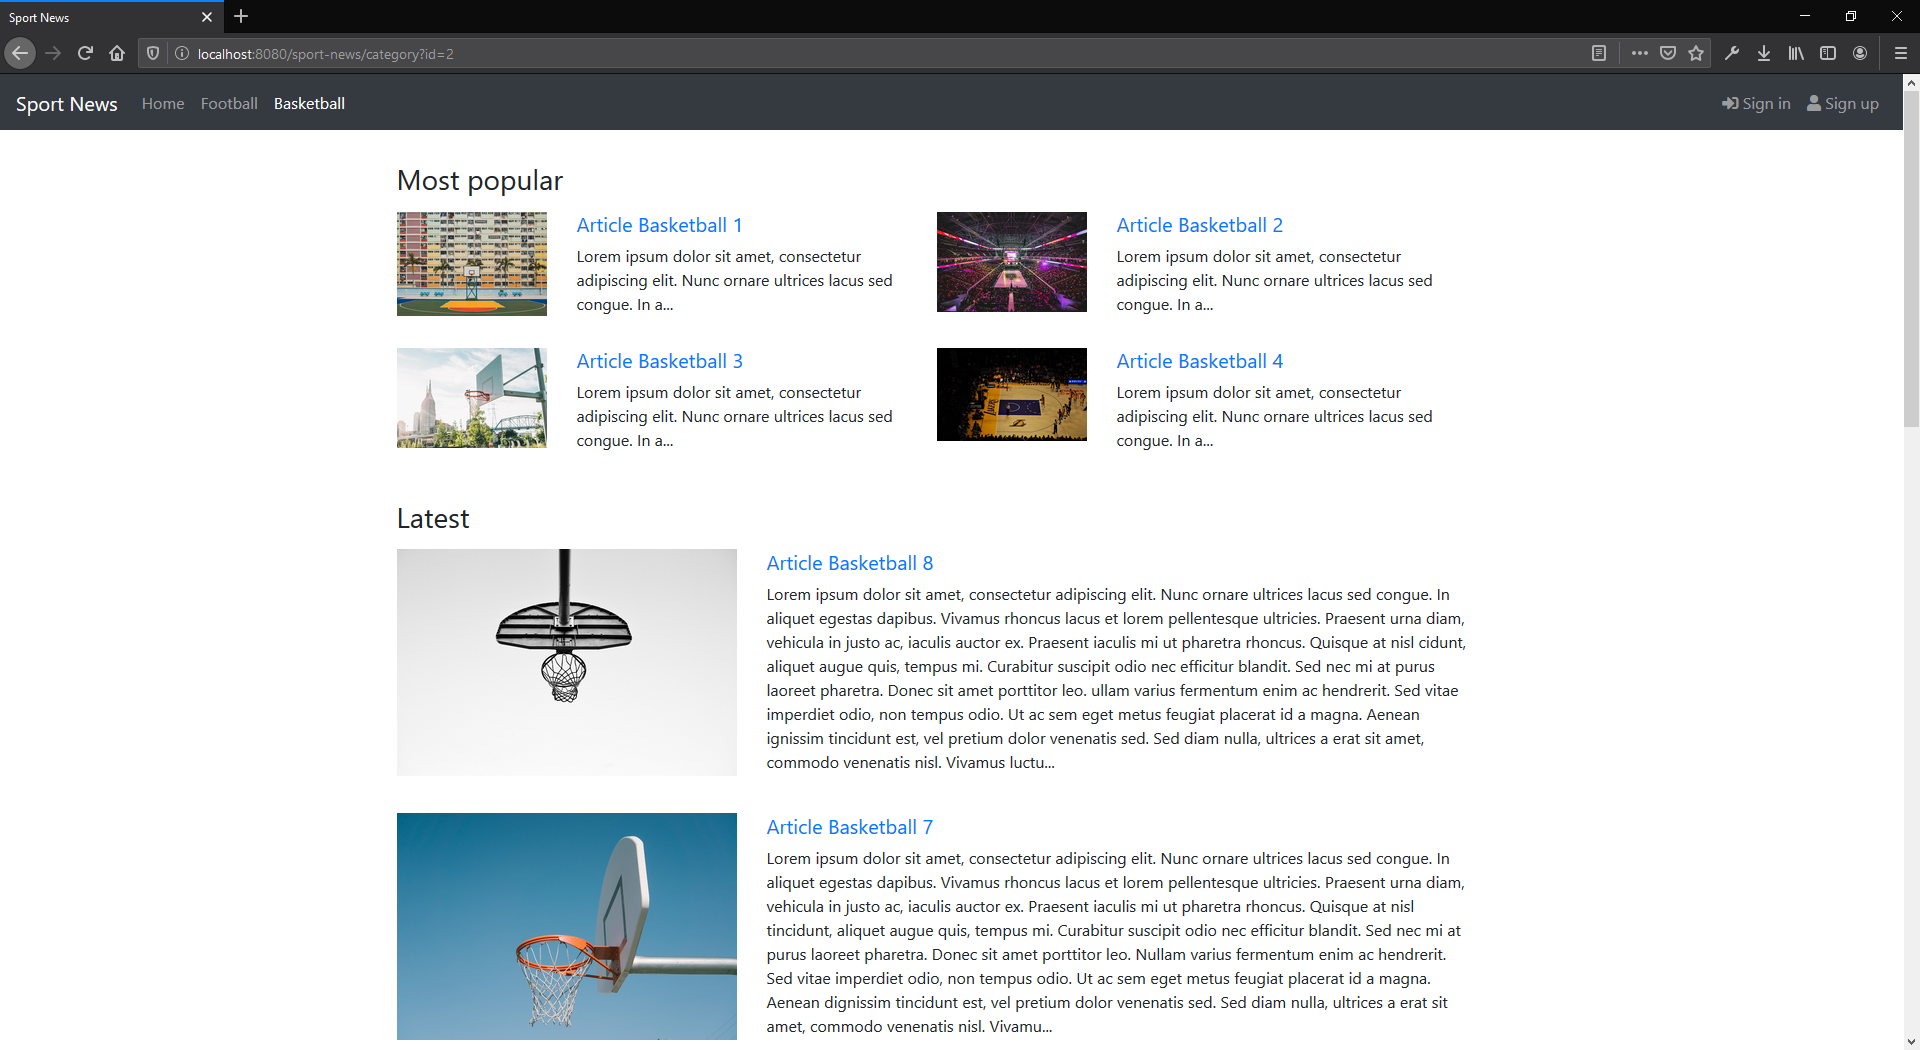 Sport News
localhost:8080/sport-news/category?id=2
Sport News Home Football Basketball Sign in Sign up
Most popular
Article Basketball 1
Lorem ipsum dolor sit amet, consectetur
adipiscing elit. Nunc ornare ultrices lacus sed
congue. In a...
Article Basketball 2
Lorem ipsum dolor sit amet, consectetur
adipiscing elit. Nunc ornare ultrices lacus sed
congue. In a...
Article Basketball 3
Lorem ipsum dolor sit amet, consectetur
adipiscing elit. Nunc ornare ultrices lacus sed
congue. In a...
Article Basketball 4
Lorem ipsum dolor sit amet, consectetur
adipiscing elit. Nunc ornare ultrices lacus sed
congue. In a...
Latest
Article Basketball 8
Lorem ipsum dolor sit amet, consectetur adipiscing elit. Nunc ornare ultrices lacus sed congue. In
aliquet egestas dapibus. Vivamus rhoncus lacus et lorem pellentesque ultricies. Praesent urna diam,
vehicula in justo ac, iaculis auctor ex. Praesent iaculis mi ut pharetra rhoncus. Quisque at nisl cidunt,
aliquet augue quis, tempus mi. Curabitur suscipit odio nec efficitur blandit. Sed nec mi at purus
laoreet pharetra. Donec sit amet porttitor leo. ullam varius fermentum enim ac hendrerit. Sed vitae
imperdiet odio, non tempus odio. Ut ac sem eget metus feugiat placerat id a magna. Aenean
ignissim tincidunt est, vel pretium dolor venenatis sed. Sed diam nulla, ultrices a erat sit amet,
commodo venenatis nisl. Vivamus luctu...
Article Basketball 7
Lorem ipsum dolor sit amet, consectetur adipiscing elit. Nunc ornare ultrices lacus sed congue. In
aliquet egestas dapibus. Vivamus rhoncus lacus et lorem pellentesque ultricies. Praesent urna diam,
vehicula in justo ac, iaculis auctor ex. Praesent iaculis mi ut pharetra rhoncus. Quisque at nisl
tincidunt, aliquet augue quis, tempus mi. Curabitur suscipit odio nec efficitur blandit. Sed nec mi at
purus laoreet pharetra. Donec sit amet porttitor leo. Nullam varius fermentum enim ac hendrerit.
Sed vitae imperdiet odio, non tempus odio. Ut ac sem eget metus feugiat placerat id a magna.
Aenean dignissim tincidunt est, vel pretium dolor venenatis sed. Sed diam nulla, ultrices a erat sit
amet, commodo venenatis nisl. Vivamu...